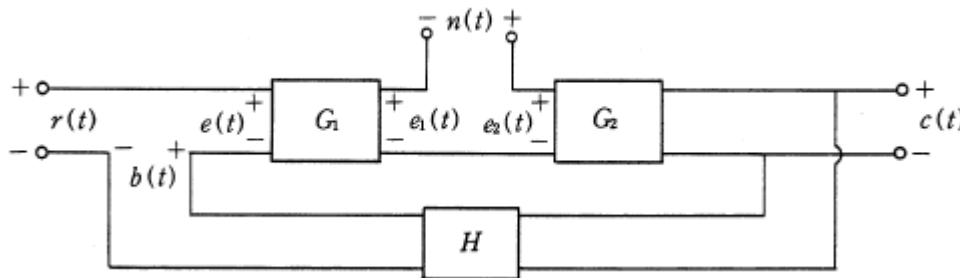 − n(t) +
+ + + + +
r(t) e(t) G₁ e₁(t) e₂(t) G₂ c(t)
− − − − −
− +
b(t)
H